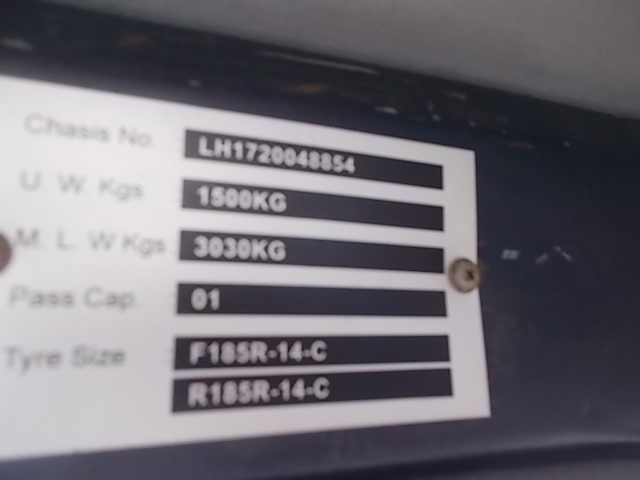 Chasis No. LH1720048854
U. W. Kgs 1500KG
M. L. W Kgs 3030KG
Pass Cap. 01
Tyre Size F185R-14-C
R185R-14-C